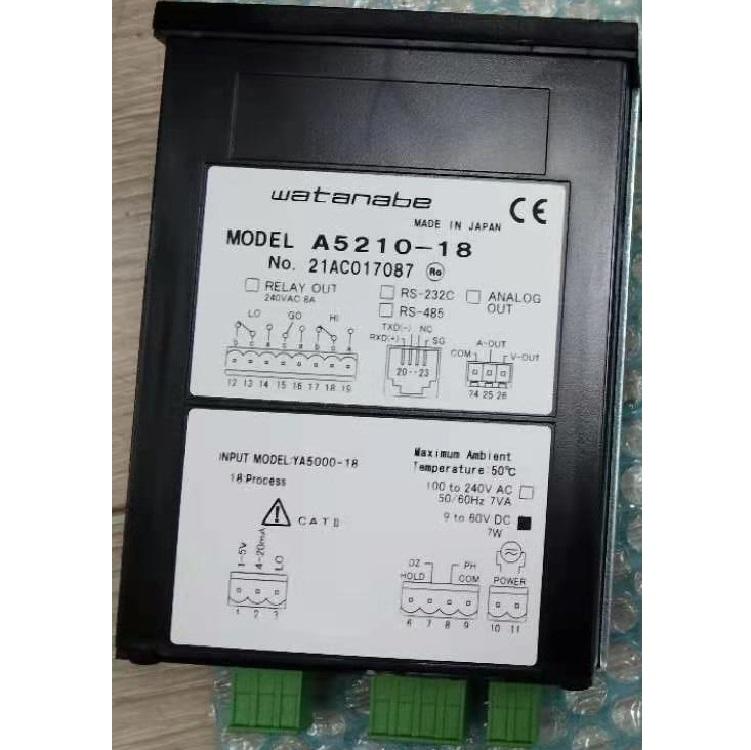 watanabe
CE
MADE IN JAPAN
MODEL A5210-18
No. 21AC017087 Ro
RELAY OUT
240VAC 8A
RS-232C
RS-485
ANALOG
OUT
LO GO HI
b c a c a b c a
12 13 14 15 16 17 18 19
TXD(-) NC
RXD(+) SG
20--23
A-OUT
COM V-OUT
24 25 26
INPUT MODEL:YA5000-18
18 Process
CAT II
1-5V
4-20mA
LO
1 2 3
Maximum Ambient
Temperature 50℃
100 to 240V AC
50/60Hz 7VA
9 to 60V DC
7W
DZ PH
HOLD COM
6 7 8 9
POWER
10 11